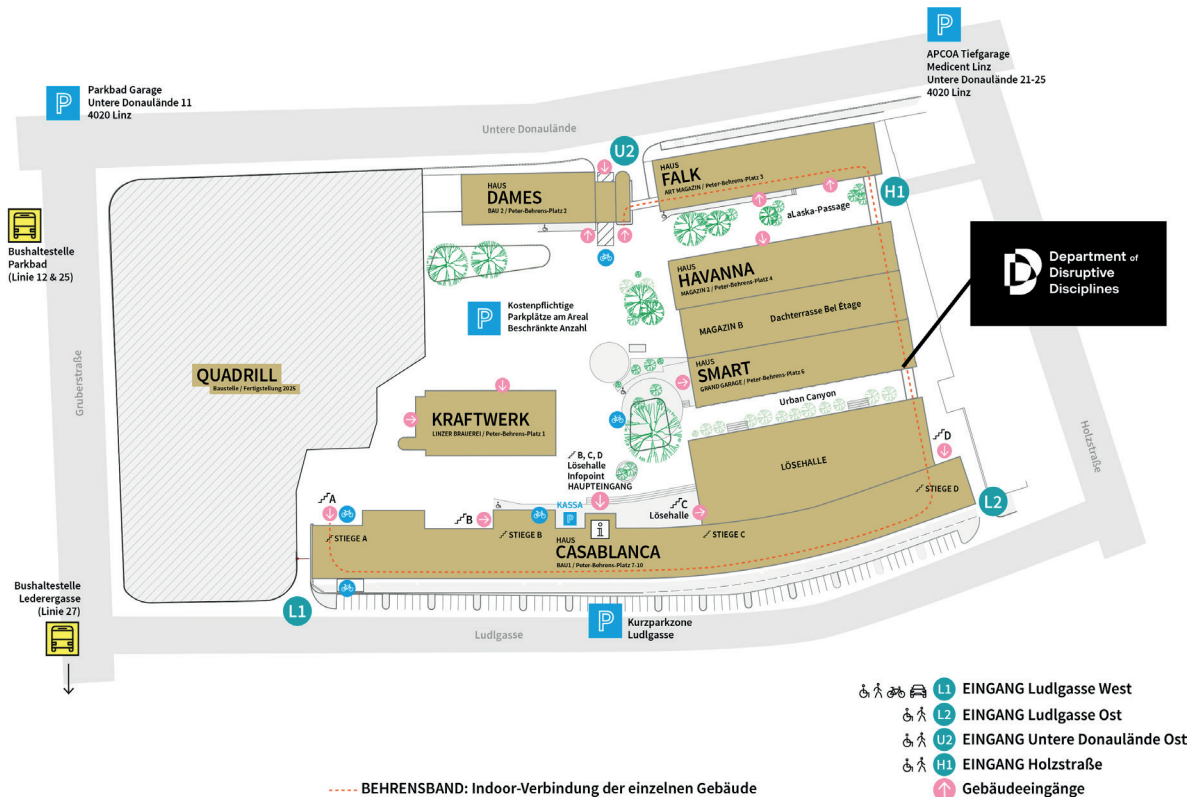 P
APCOA Tiefgarage
Medicent Linz
Untere Donaulände 21-25
4020 Linz
P
Parkbad Garage
Untere Donaulände 11
4020 Linz
Untere Donaulände
U2
HAUS
FALK
ART MAGAZIN / Peter-Behrens-Platz 3
HAUS
DAMES
BAU 2 / Peter-Behrens-Platz 2
H1
aLaska-Passage
Bushaltestelle
Parkbad
(Linie 12 & 25)
Department of
Disruptive
Disciplines
HAUS
HAVANNA
MAGAZIN 2 / Peter-Behrens-Platz 4
P
Kostenpflichtige
Parkplätze am Areal
Beschränkte Anzahl
MAGAZIN B
Dachterrasse Bel Étage
HAUS
SMART
GRAND GARAGE / Peter-Behrens-Platz 6
QUADRILL
Baustelle / Fertigstellung 2025
Gruberstraße
Urban Canyon
Holzstraße
KRAFTWERK
LINZER BRAUEREI / Peter-Behrens-Platz 1
B, C, D
Lösehalle
Infopoint
HAUPTEINGANG
LÖSEHALLE
D
STIEGE D
L2
A
KASSA
P
C
Lösehalle
B
STIEGE A
STIEGE B
i
STIEGE C
HAUS
CASABLANCA
BAU1 / Peter-Behrens-Platz 7-10
Bushaltestelle
Lederergasse
(Linie 27)
L1
Ludlgasse
P
Kurzparkzone
Ludlgasse
L1 EINGANG Ludlgasse West
L2 EINGANG Ludlgasse Ost
U2 EINGANG Untere Donaulände Ost
H1 EINGANG Holzstraße
Gebäudeeingänge
BEHRENSBAND: Indoor-Verbindung der einzelnen Gebäude